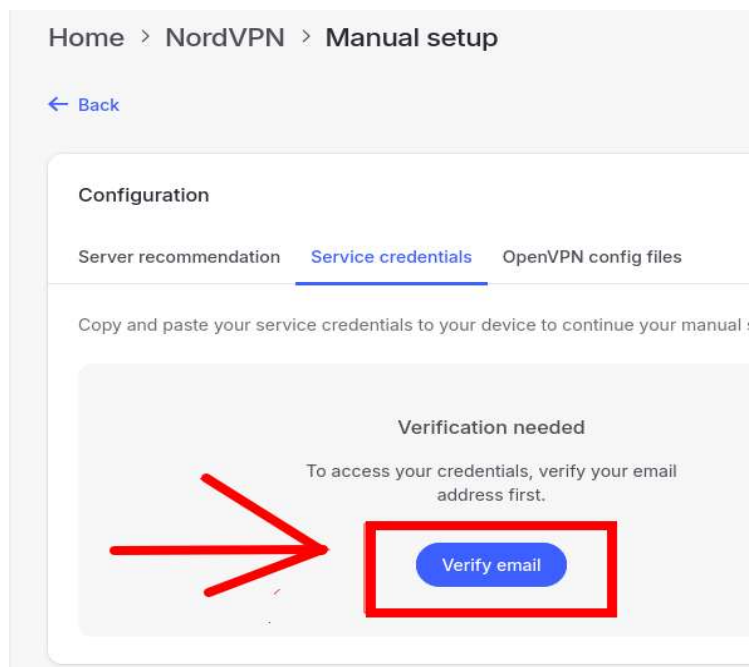 Home > NordVPN > Manual setup
← Back
Configuration
Server recommendation Service credentials OpenVPN config files
Copy and paste your service credentials to your device to continue your manual
Verification needed
To access your credentials, verify your email
address first.
Verify email